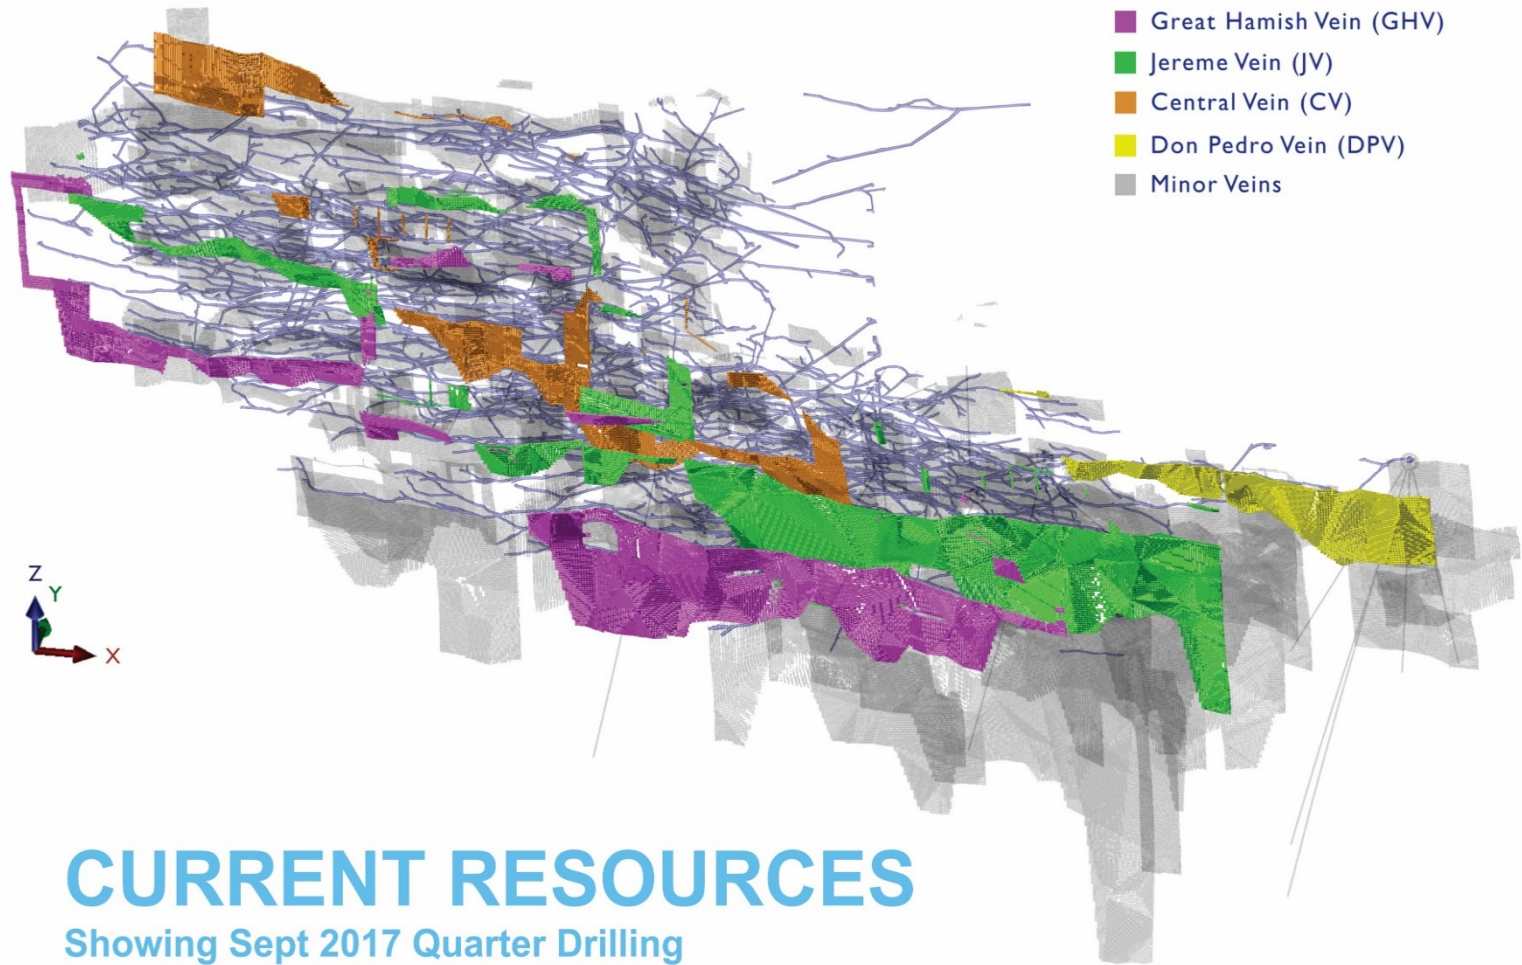 Great Hamish Vein (GHV)
Jereme Vein (JV)
Central Vein (CV)
Don Pedro Vein (DPV)
Minor Veins
Z
Y
X
CURRENT RESOURCES
Showing Sept 2017 Quarter Drilling